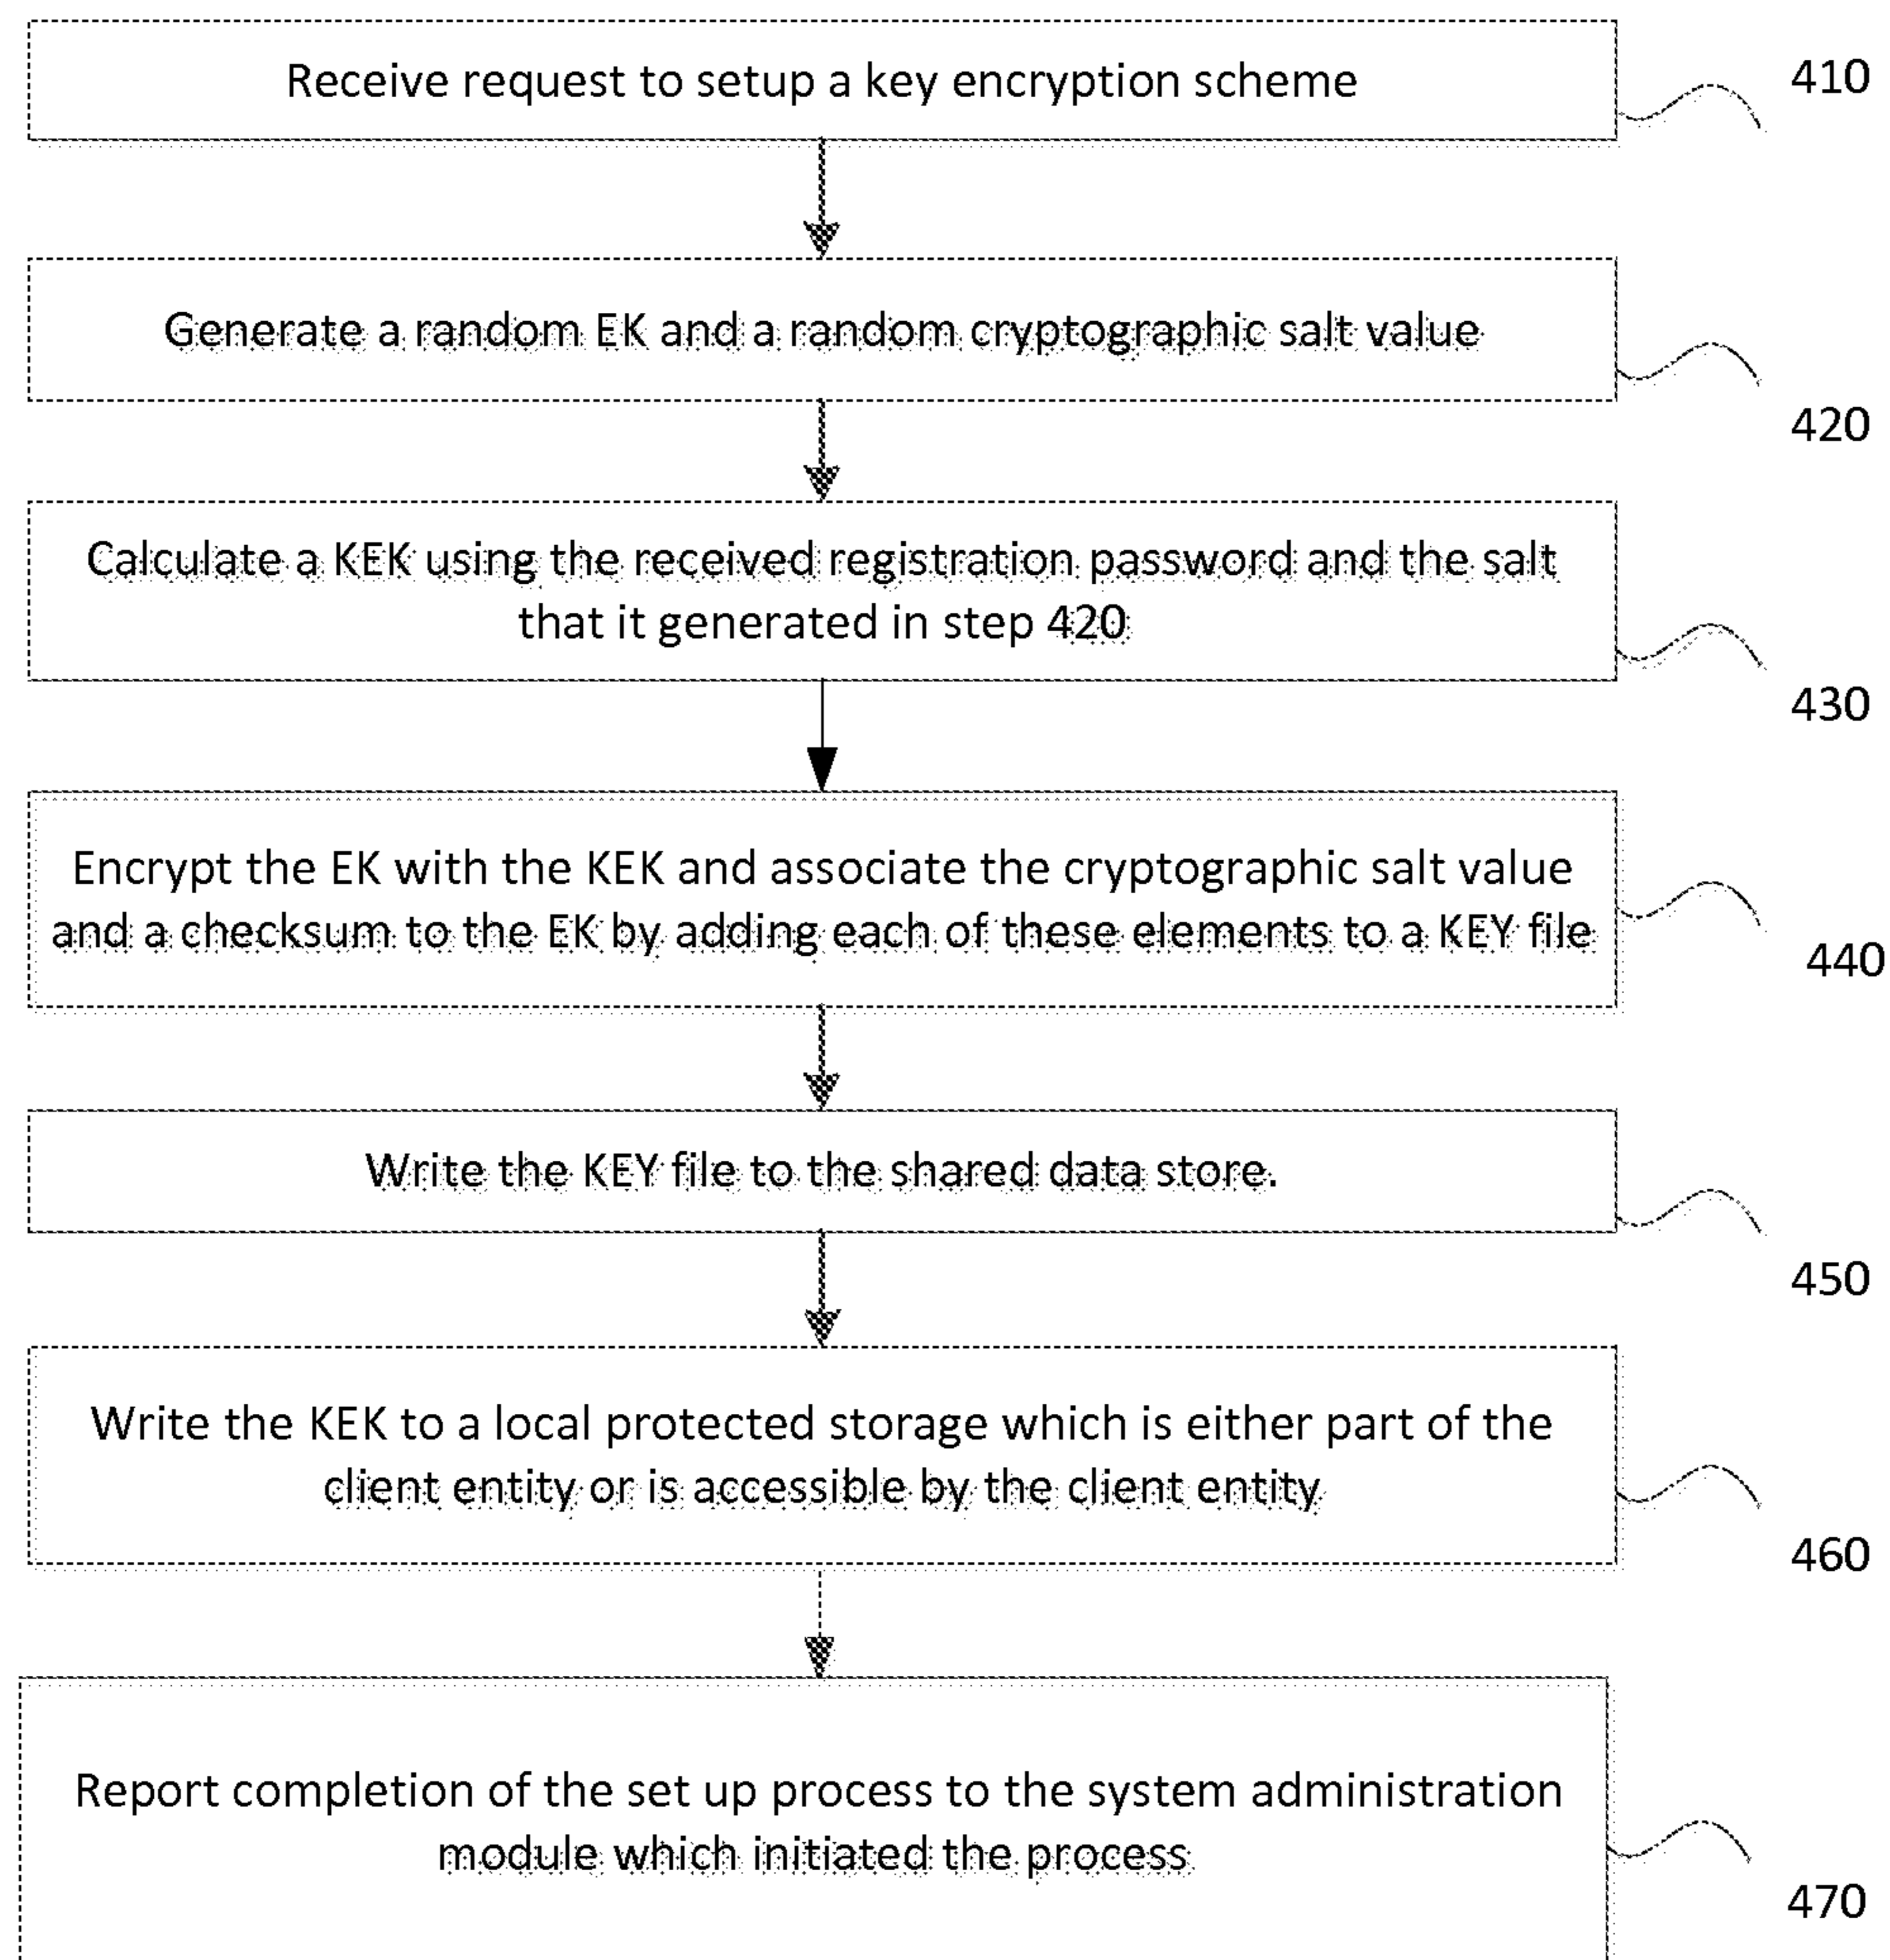 Receive request to setup a key encryption scheme
410
Generate a random EK and a random cryptographic salt value
420
Calculate a KEK using the received registration password and the salt
that it generated in step 420
430
Encrypt the EK with the KEK and associate the cryptographic salt value
and a checksum to the EK by adding each of these elements to a KEY file
440
Write the KEY file to the shared data store.
450
Write the KEK to a local protected storage which is either part of the
client entity or is accessible by the client entity
460
Report completion of the set up process to the system administration
module which initiated the process
470